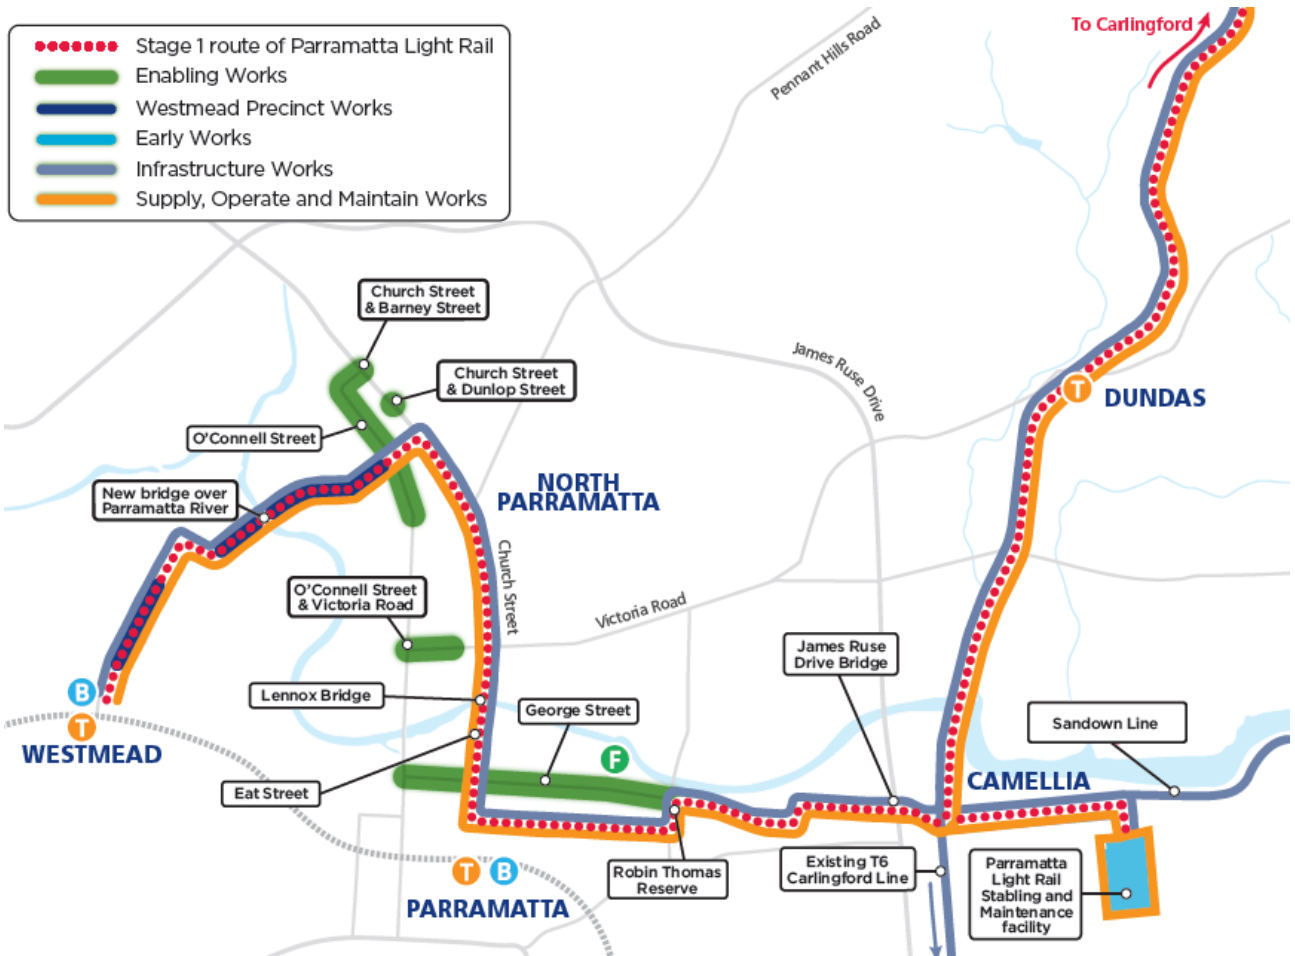 Stage 1 route of Parramatta Light Rail
Enabling Works
Westmead Precinct Works
Early Works
Infrastructure Works
Supply, Operate and Maintain Works
To Carlingford
Pennant Hills Road
Church Street
& Barney Street
Church Street
& Dunlop Street
James Ruse Drive
T
DUNDAS
O'Connell Street
NORTH
PARRAMATTA
New bridge over
Parramatta River
Church Street
O'Connell Street
& Victoria Road
Victoria Road
James Ruse
Drive Bridge
B
T
WESTMEAD
Lennox Bridge
George Street
Sandown Line
F
Eat Street
CAMELLIA
Robin Thomas
Reserve
Existing T6
Carlingford Line
Parramatta
Light Rail
Stabling and
Maintenance
facility
T B
PARRAMATTA